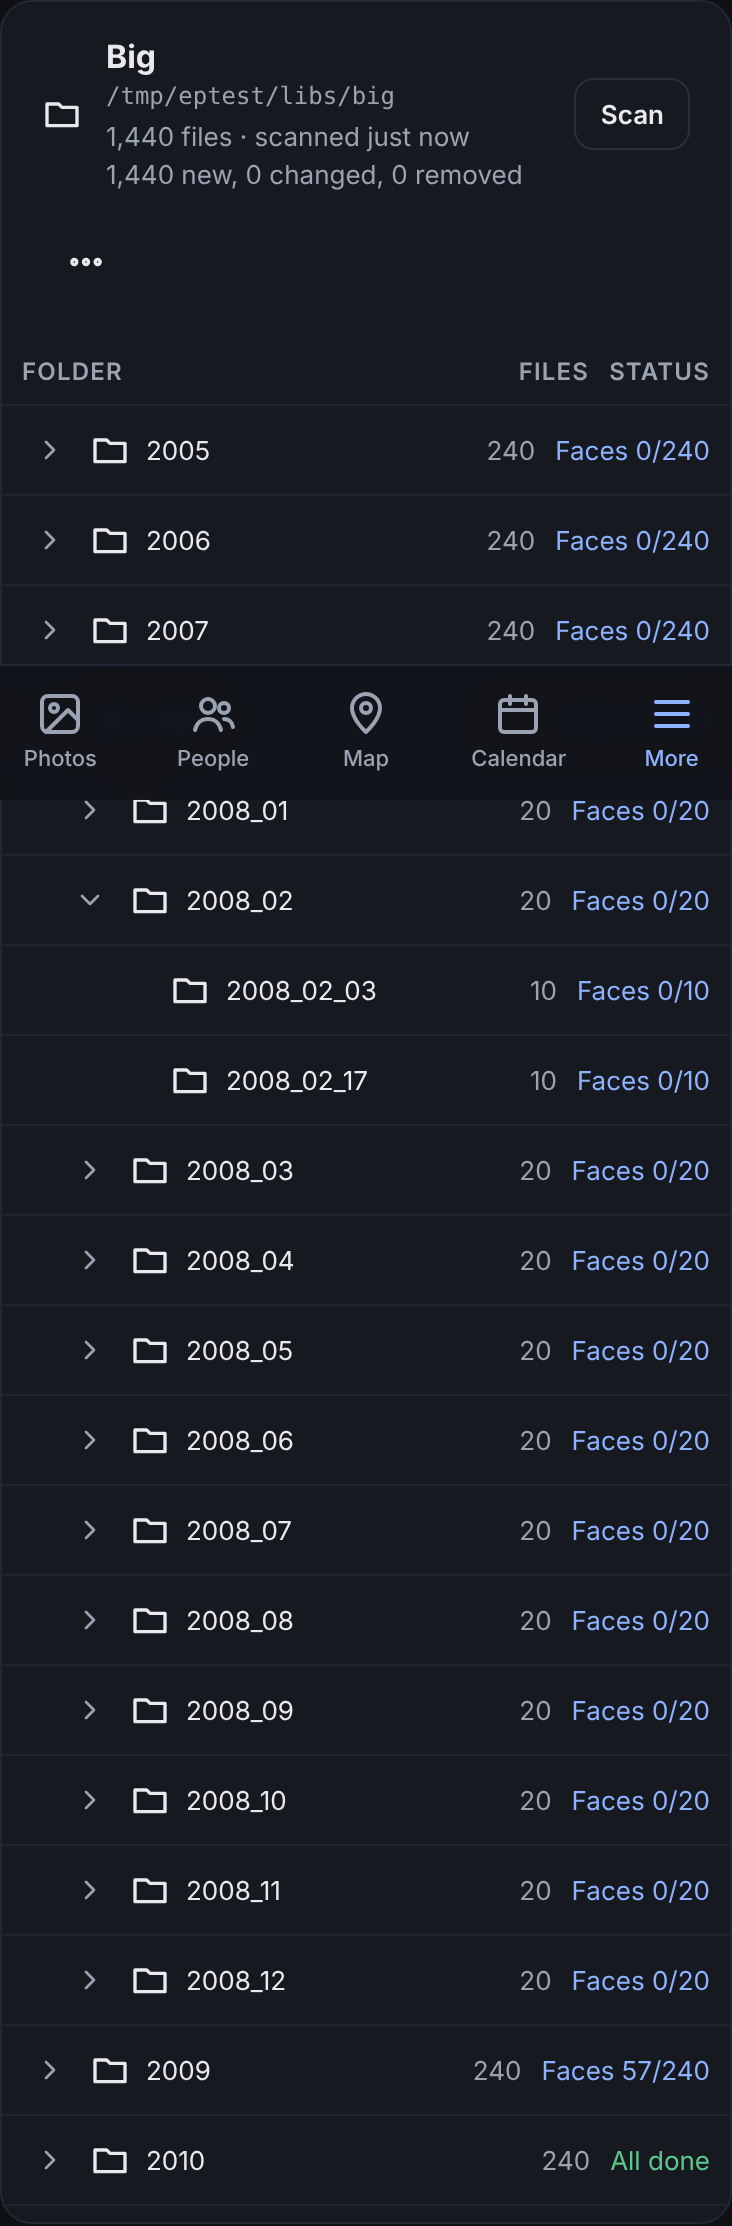 Big
/tmp/eptest/libs/big
1,440 files · scanned just now
1,440 new, 0 changed, 0 removed
Scan
FOLDER FILES STATUS
2005 240 Faces 0/240
2006 240 Faces 0/240
2007 240 Faces 0/240
Photos People Map Calendar More
2008_01 20 Faces 0/20
2008_02 20 Faces 0/20
2008_02_03 10 Faces 0/10
2008_02_17 10 Faces 0/10
2008_03 20 Faces 0/20
2008_04 20 Faces 0/20
2008_05 20 Faces 0/20
2008_06 20 Faces 0/20
2008_07 20 Faces 0/20
2008_08 20 Faces 0/20
2008_09 20 Faces 0/20
2008_10 20 Faces 0/20
2008_11 20 Faces 0/20
2008_12 20 Faces 0/20
2009 240 Faces 57/240
2010 240 All done